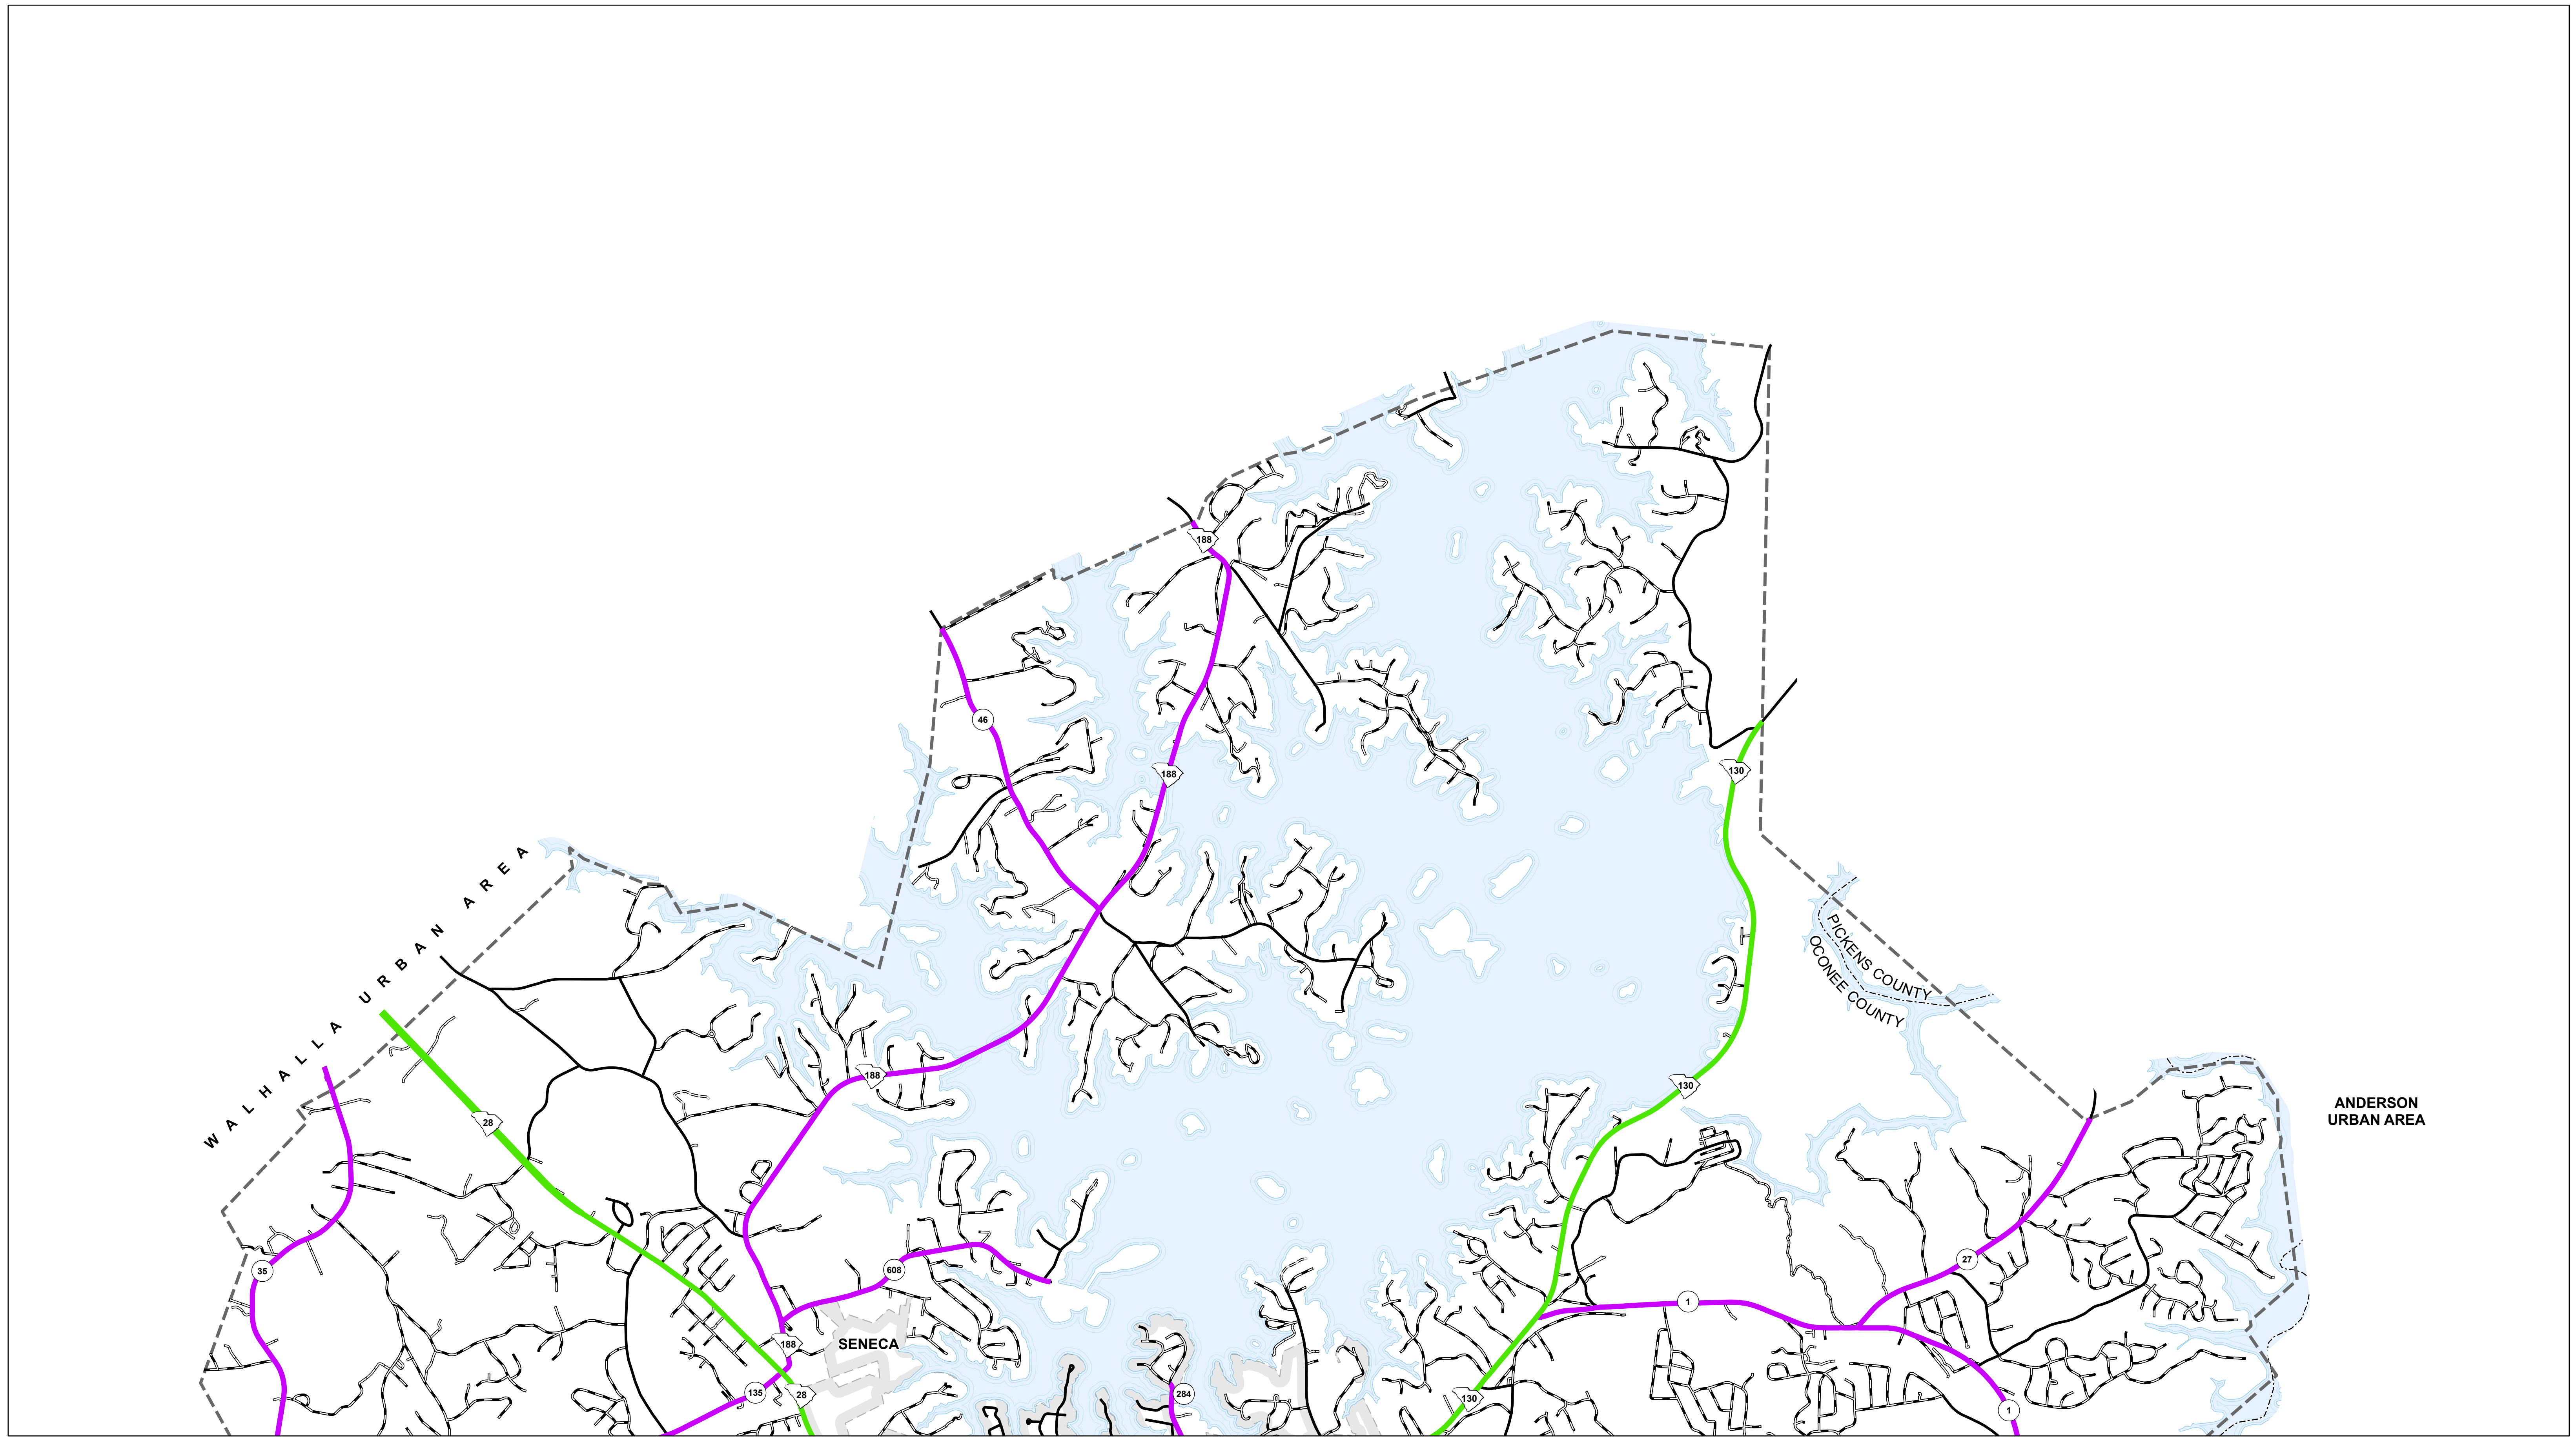 188
46
188
130
WALHALLA URBAN AREA
PICKENS COUNTY
OCONEE COUNTY
188
130
28
ANDERSON
URBAN AREA
27
35
608
1
188
SENECA
135
28
284
130
1